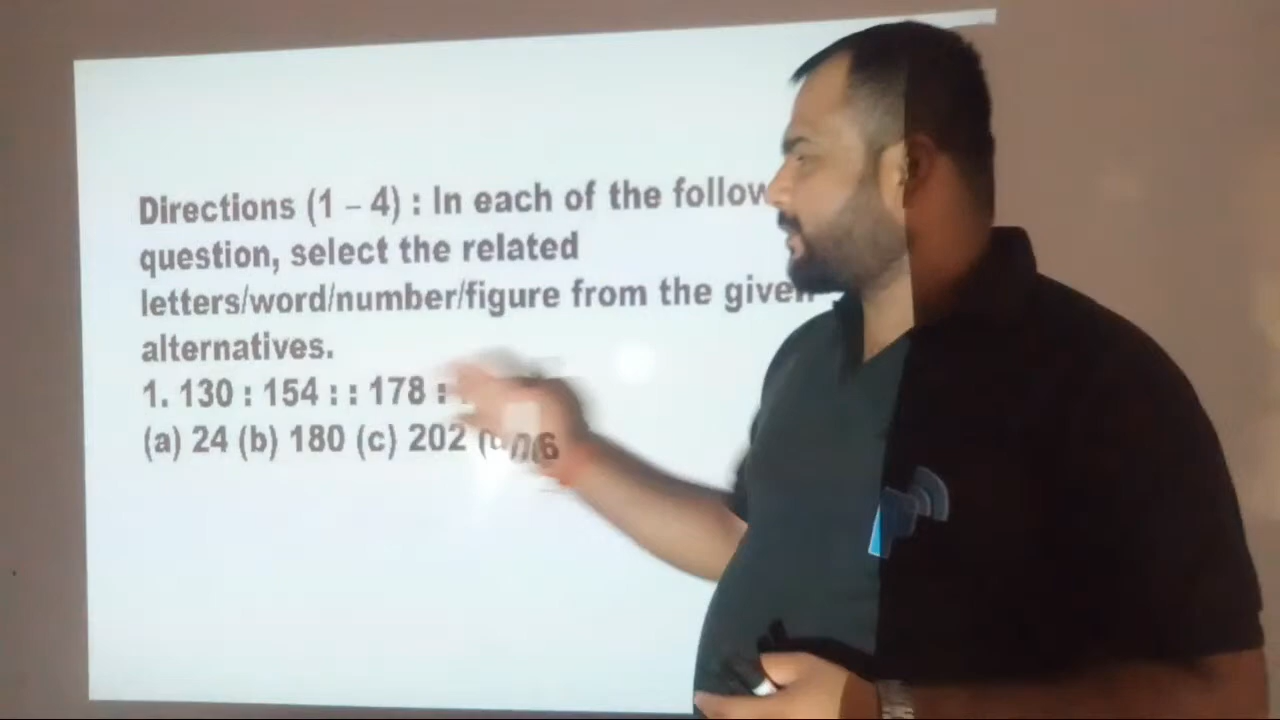 Directions (1 – 4) : In each of the
question, select the related
letters/word/number/figure from the given
alternatives.
1. 130 : 154 : : 178 :
(a) 24 (b) 180 (c) 202